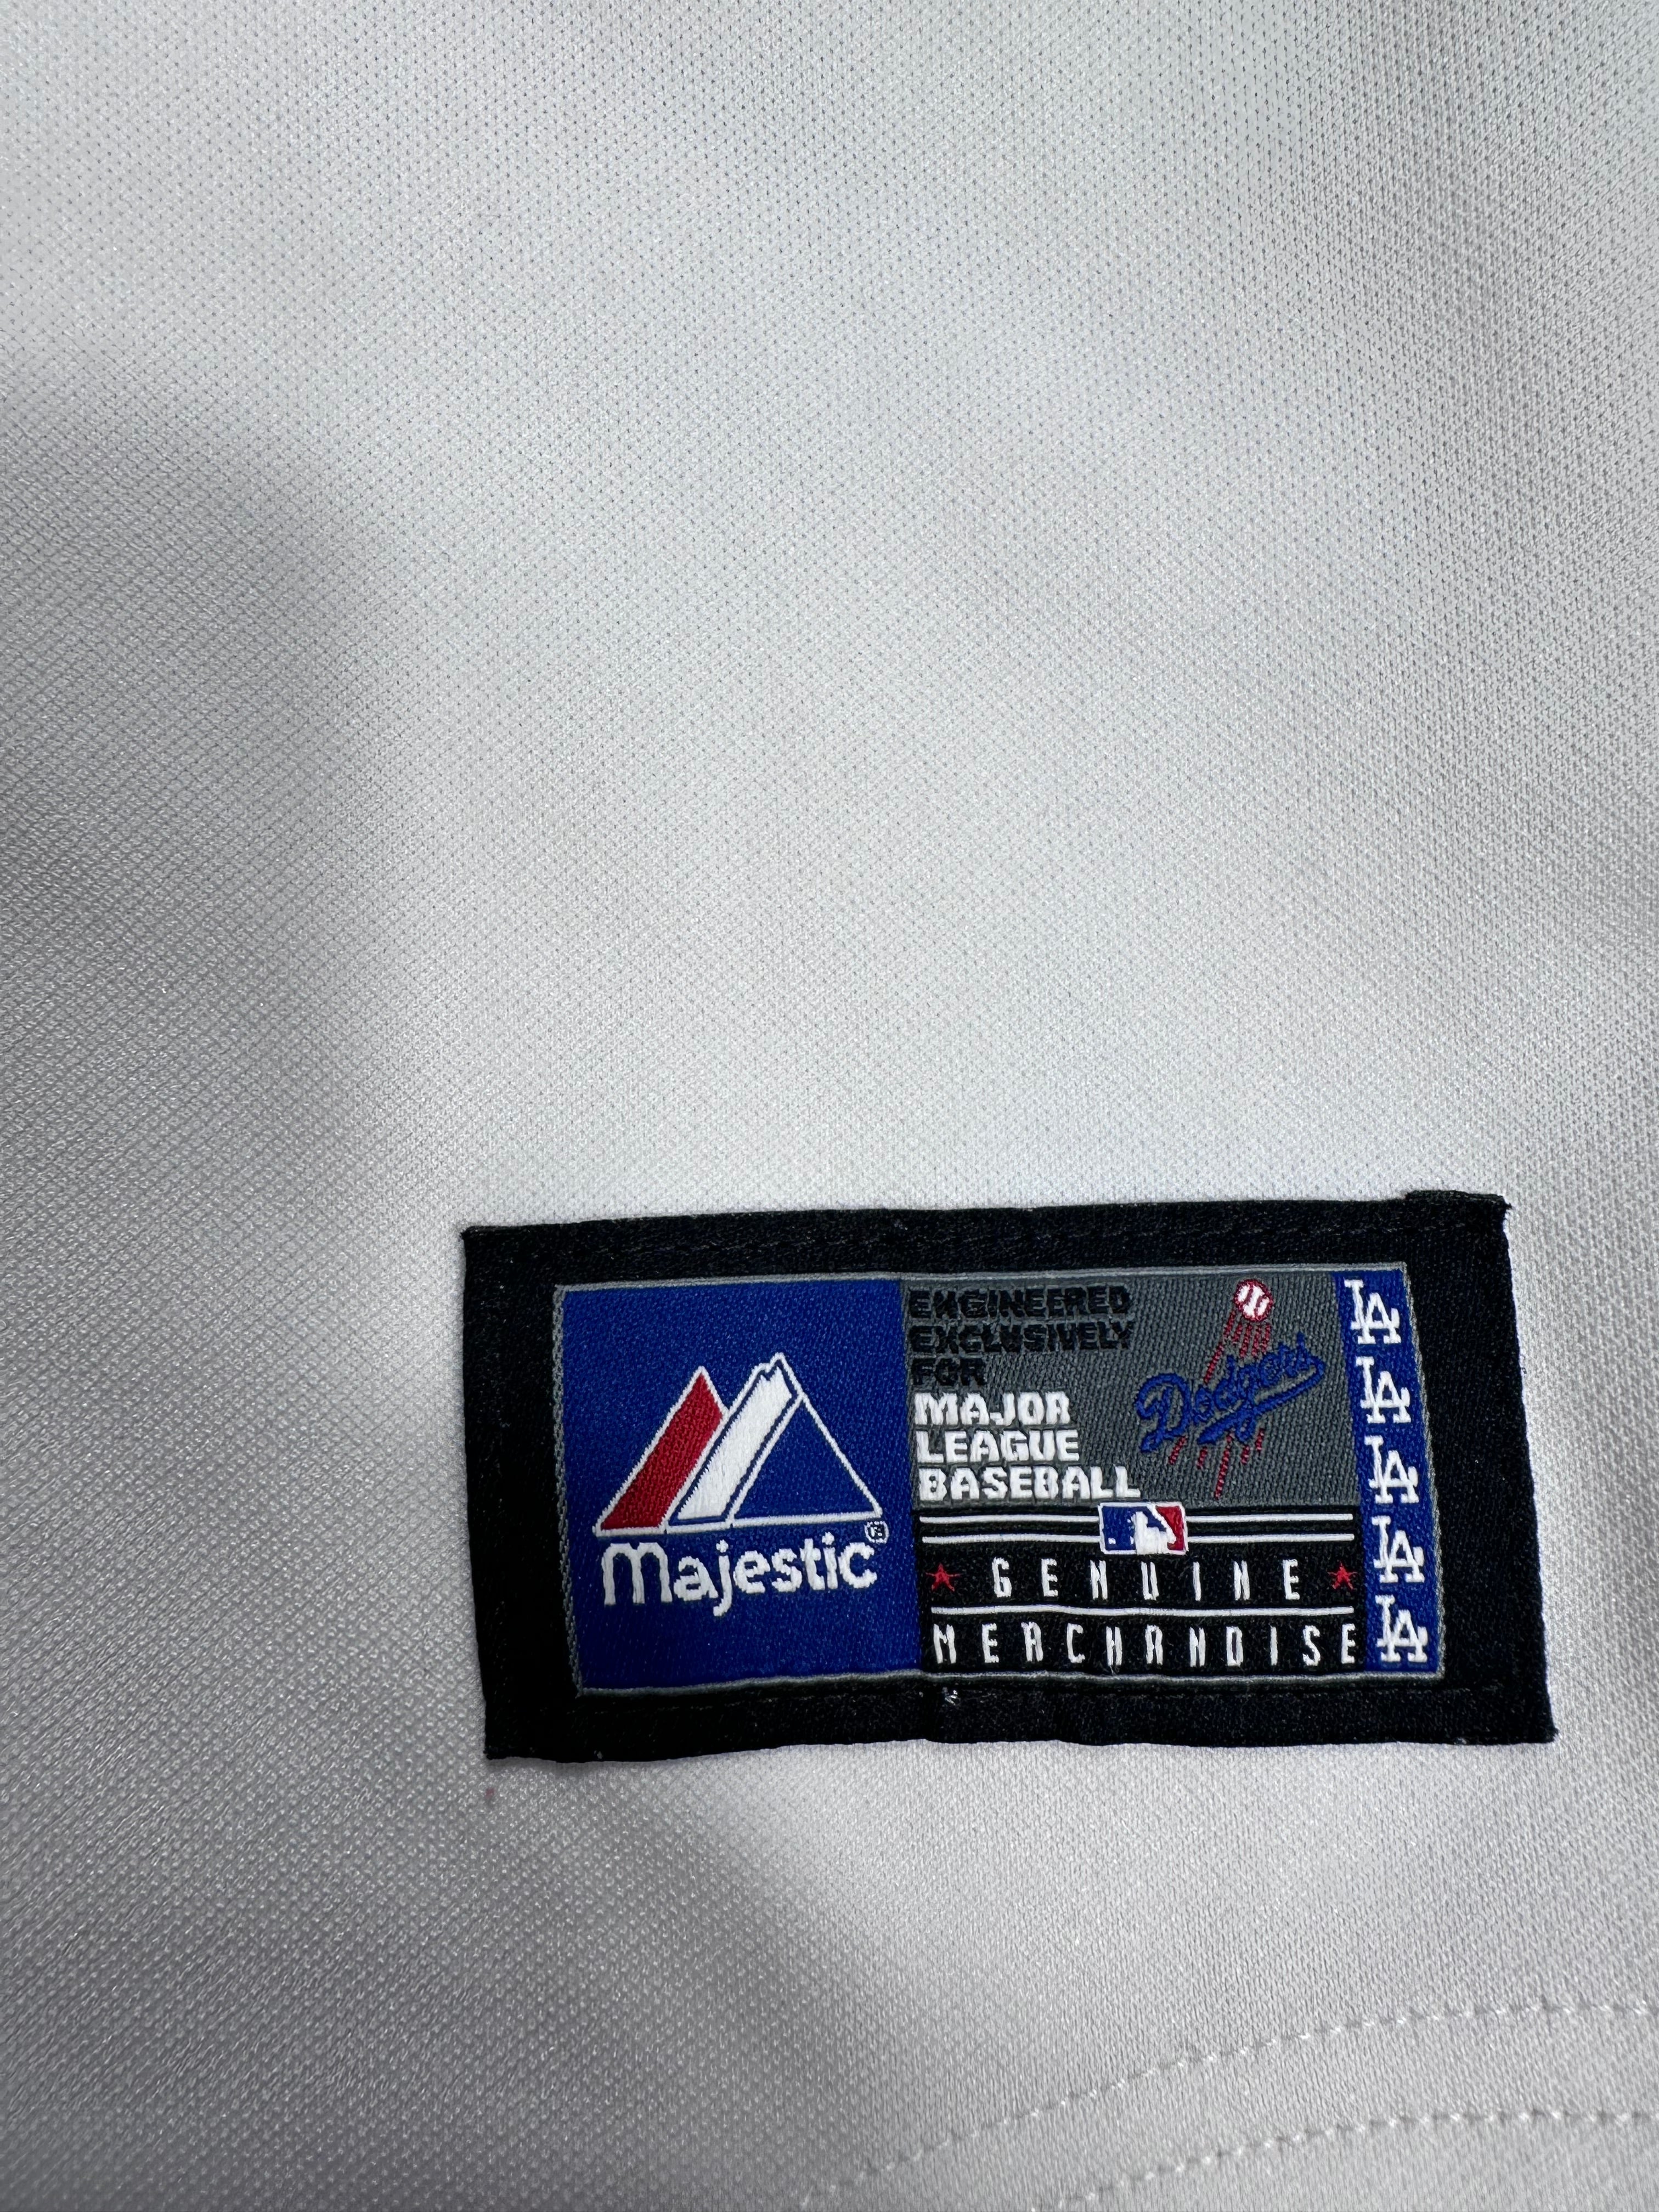 Majestic®
ENGINEERED
EXCLUSIVELY
FOR
MAJOR
LEAGUE
BASEBALL
Dodgers
GENUINE
MERCHANDISE
LA
LA
LA
LA
LA